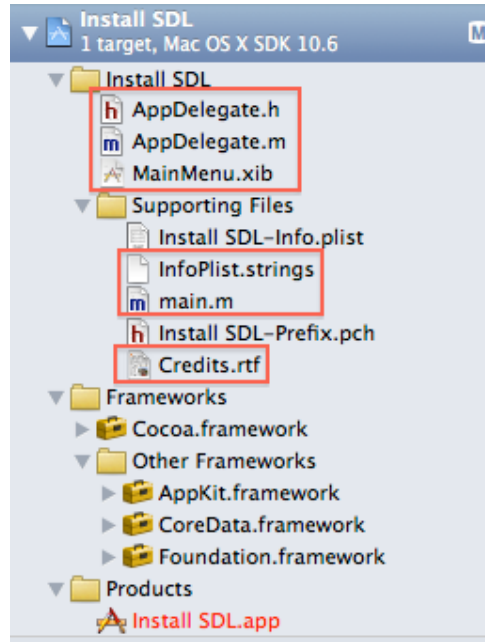 Install SDL
1 target, Mac OS X SDK 10.6
M
Install SDL
h AppDelegate.h
m AppDelegate.m
MainMenu.xib
Supporting Files
Install SDL-Info.plist
InfoPlist.strings
m main.m
h Install SDL-Prefix.pch
Credits.rtf
Frameworks
Cocoa.framework
Other Frameworks
AppKit.framework
CoreData.framework
Foundation.framework
Products
Install SDL.app